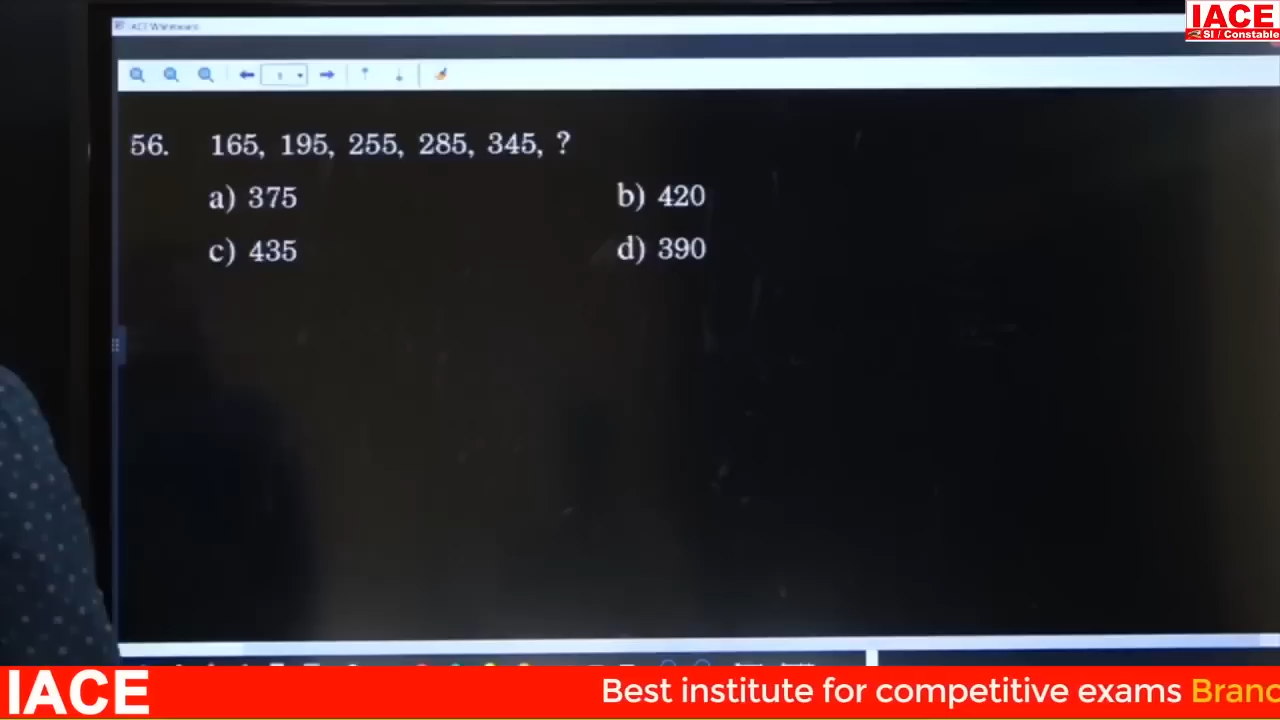 IACE
SI / Constable
56. 165, 195, 255, 285, 345, ?
a) 375
b) 420
c) 435
d) 390
IACE
Best institute for competitive exams Branc